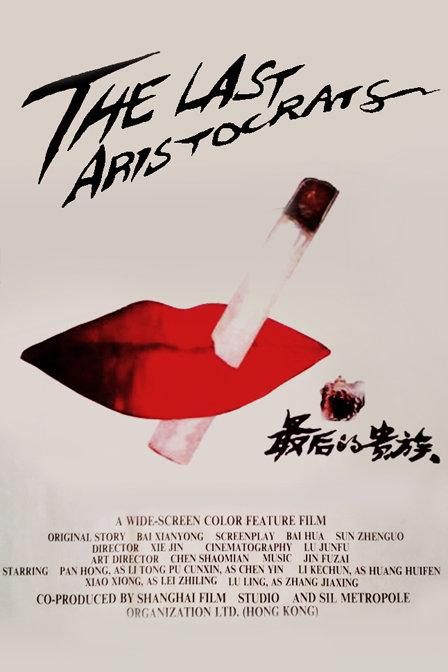 THE LAST
ARISTOCRATS
最后的贵族
A WIDE-SCREEN COLOR FEATURE FILM
ORIGINAL STORY BAI XIANYONG SCREENPLAY BAI HUA SUN ZHENGUO
DIRECTOR XIE JIN CINEMATOGRAPHY LU JUNFU
ART DIRECTOR CHEN SHAOMIAN MUSIC JIN FUZAI
STARRING PAN HONG, AS LI TONG PU CUNXIN, AS CHEN YIN LI KECHUN, AS HUANG HUIFEN
XIAO XIONG, AS LEI ZHILING LU LING, AS ZHANG JIAXING
CO-PRODUCED BY SHANGHAI FILM STUDIO AND SIL METROPOLE
ORGANIZATION LTD. (HONG KONG)